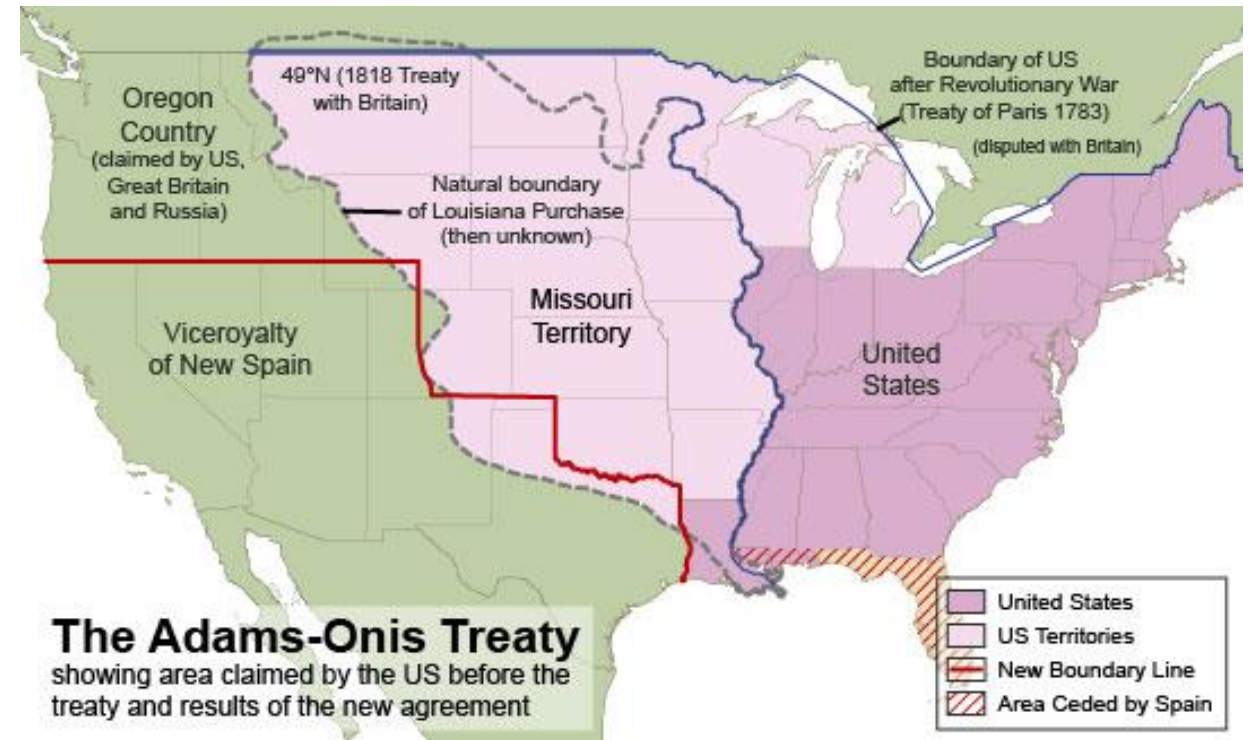 49°N (1818 Treaty
with Britain)
Boundary of US
after Revolutionary War
(Treaty of Paris 1783)
(disputed with Britain)
Oregon
Country
(claimed by US,
Great Britain
and Russia)
Natural boundary
of Louisiana Purchase
(then unknown)
Missouri
Territory
Viceroyalty
of New Spain
United
States
The Adams-Onis Treaty
showing area claimed by the US before the
treaty and results of the new agreement
United States
US Territories
New Boundary Line
Area Ceded by Spain